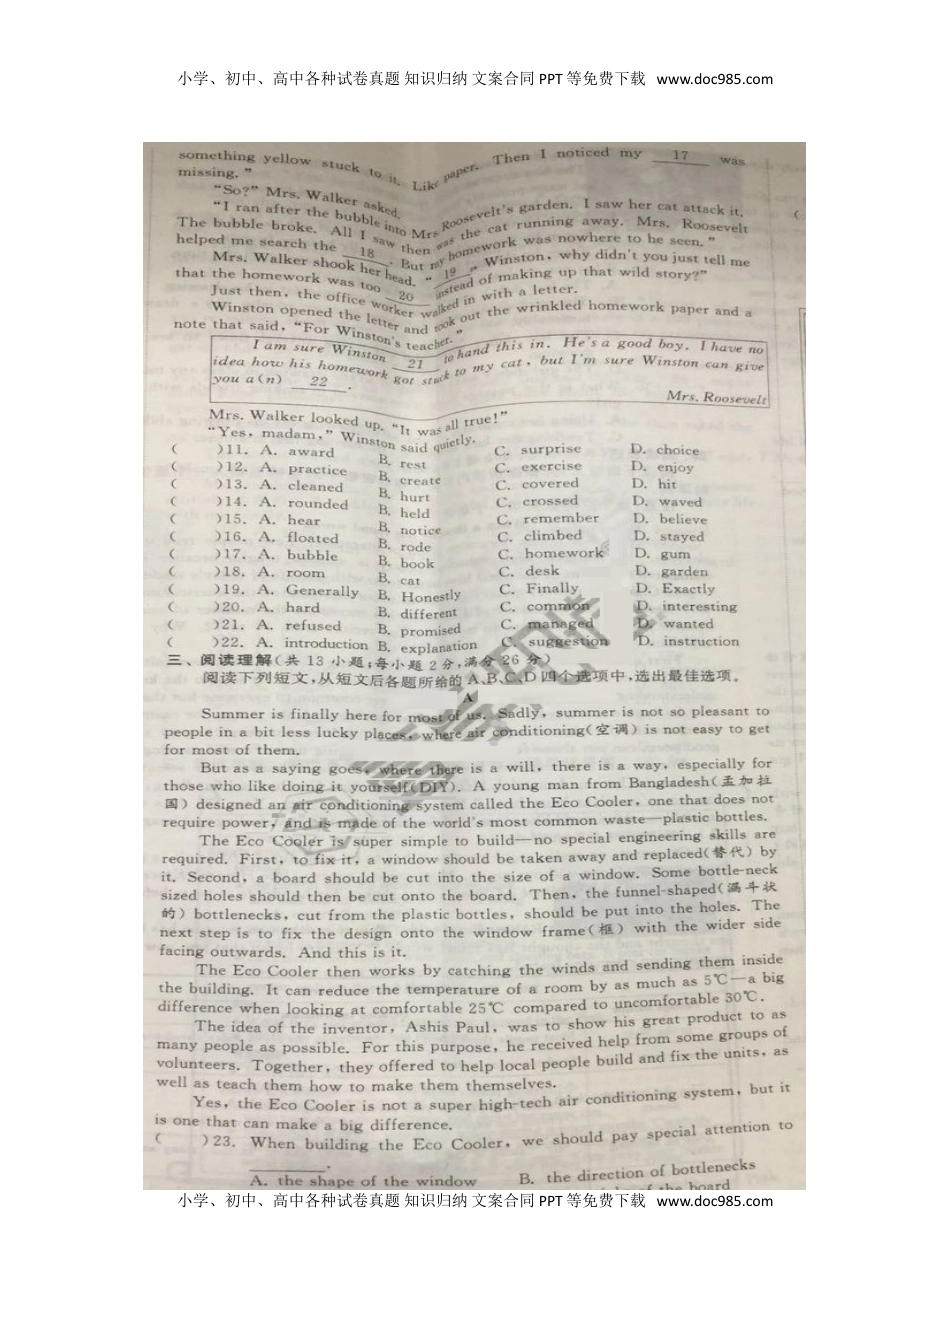 小学、初中、高中各种试卷真题 知识归纳 文案合同 PPT 等免费下载 www.doc985.com
something yellow stuck to it. Like paper. Then I noticed my 17 was
missing."
"So?" Mrs. Walker asked.
"I ran after the bubble into Mrs Roosevelt's garden. I saw her cat attack it.
The bubble broke. All I saw then was the cat running away. Mrs. Roosevelt
helped me search the 18 . But my homework was nowhere to be seen."
Mrs. Walker shook her head. " 19 " Winston, why didn't you just tell me
that the homework was too 20 instead of making up that wild story?"
Just then, the office worker walked in with a letter.
Winston opened the letter and took out the wrinkled homework paper and a
note that said, "For Winston's teacher."
I am sure Winston 21 to hand this in. He's a good boy. I have no
idea how his homework got stuck to my cat, but I'm sure Winston can give
you a(n) 22 .
Mrs. Roosevelt
Mrs. Walker looked up. "It was all true!"
"Yes, madam," Winston said quietly.
( )11. A. award B. rest C. surprise D. choice
( )12. A. practice B. create C. exercise D. enjoy
( )13. A. cleaned B. hurt C. covered D. hit
( )14. A. rounded B. held C. crossed D. waved
( )15. A. hear B. notice C. remember D. believe
( )16. A. floated B. rode C. climbed D. stayed
( )17. A. bubble B. book C. homework D. gum
( )18. A. room B. cat C. desk D. garden
( )19. A. Generally B. Honestly C. Finally D. Exactly
( )20. A. hard B. different C. common D. interesting
( )21. A. refused B. promised C. managed D. wanted
( )22. A. introduction B. explanation C. suggestion D. instruction
三、阅读理解(共 13 小题;每小题 2 分,满分 26 分)
阅读下列短文,从短文后各题所给的 A、B、C、D 四个选项中,选出最佳选项。
A
Summer is finally here for most of us. Sadly, summer is not so pleasant to
people in a bit less lucky places, where air conditioning(空调) is not easy to get
for most of them.
But as a saying goes, where there is a will, there is a way, especially for
those who like doing it yourself(DIY). A young man from Bangladesh(孟加拉
国) designed an air conditioning system called the Eco Cooler, one that does not
require power, and is made of the world's most common waste—plastic bottles.
The Eco Cooler is super simple to build—no special engineering skills are
required. First, to fix it, a window should be taken away and replaced(替代) by
it. Second, a board should be cut into the size of a window. Some bottle-neck
sized holes should then be cut onto the board. Then, the funnel-shaped(漏斗状
的) bottlenecks, cut from the plastic bottles, should be put into the holes. The
next step is to fix the design onto the window frame(框) with the wider side
facing outwards. And this is it.
The Eco Cooler then works by catching the winds and sending them inside
the building. It can reduce the temperature of a room by as much as 5℃—a big
difference when looking at comfortable 25℃ compared to uncomfortable 30℃.
The idea of the inventor, Ashis Paul, was to show his great product to as
many people as possible. For this purpose, he received help from some groups of
volunteers. Together, they offered to help local people build and fix the units, as
well as teach them how to make them themselves.
Yes, the Eco Cooler is not a super high-tech air conditioning system, but it
is one that can make a big difference.
( )23. When building the Eco Cooler, we should pay special attention to
.
A. the shape of the window B. the direction of bottlenecks
of the board
小学、初中、高中各种试卷真题 知识归纳 文案合同 PPT 等免费下载 www.doc985.com